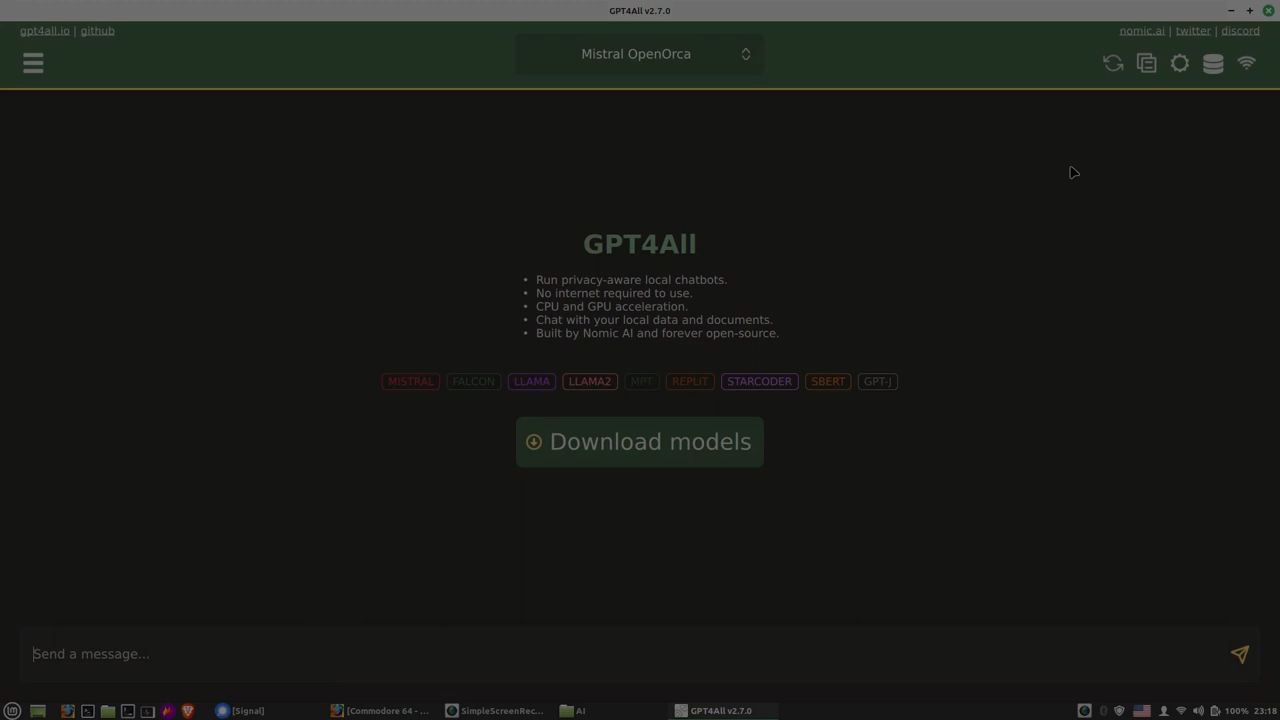 GPT4All v2.7.0
gpt4all.io | github
nomic.ai | twitter | discord
Mistral OpenOrca
GPT4All
• Run privacy-aware local chatbots.
• No internet required to use.
• CPU and GPU acceleration.
• Chat with your local data and documents.
• Built by Nomic AI and forever open-source.
MISTRAL FALCON LLAMA LLAMA2 MPT REPLIT STARCODER SBERT GPT-J
Download models
Send a message...
[Signal] [Commodore 64 - ... SimpleScreenRec... AI GPT4All v2.7.0 100% 23:18